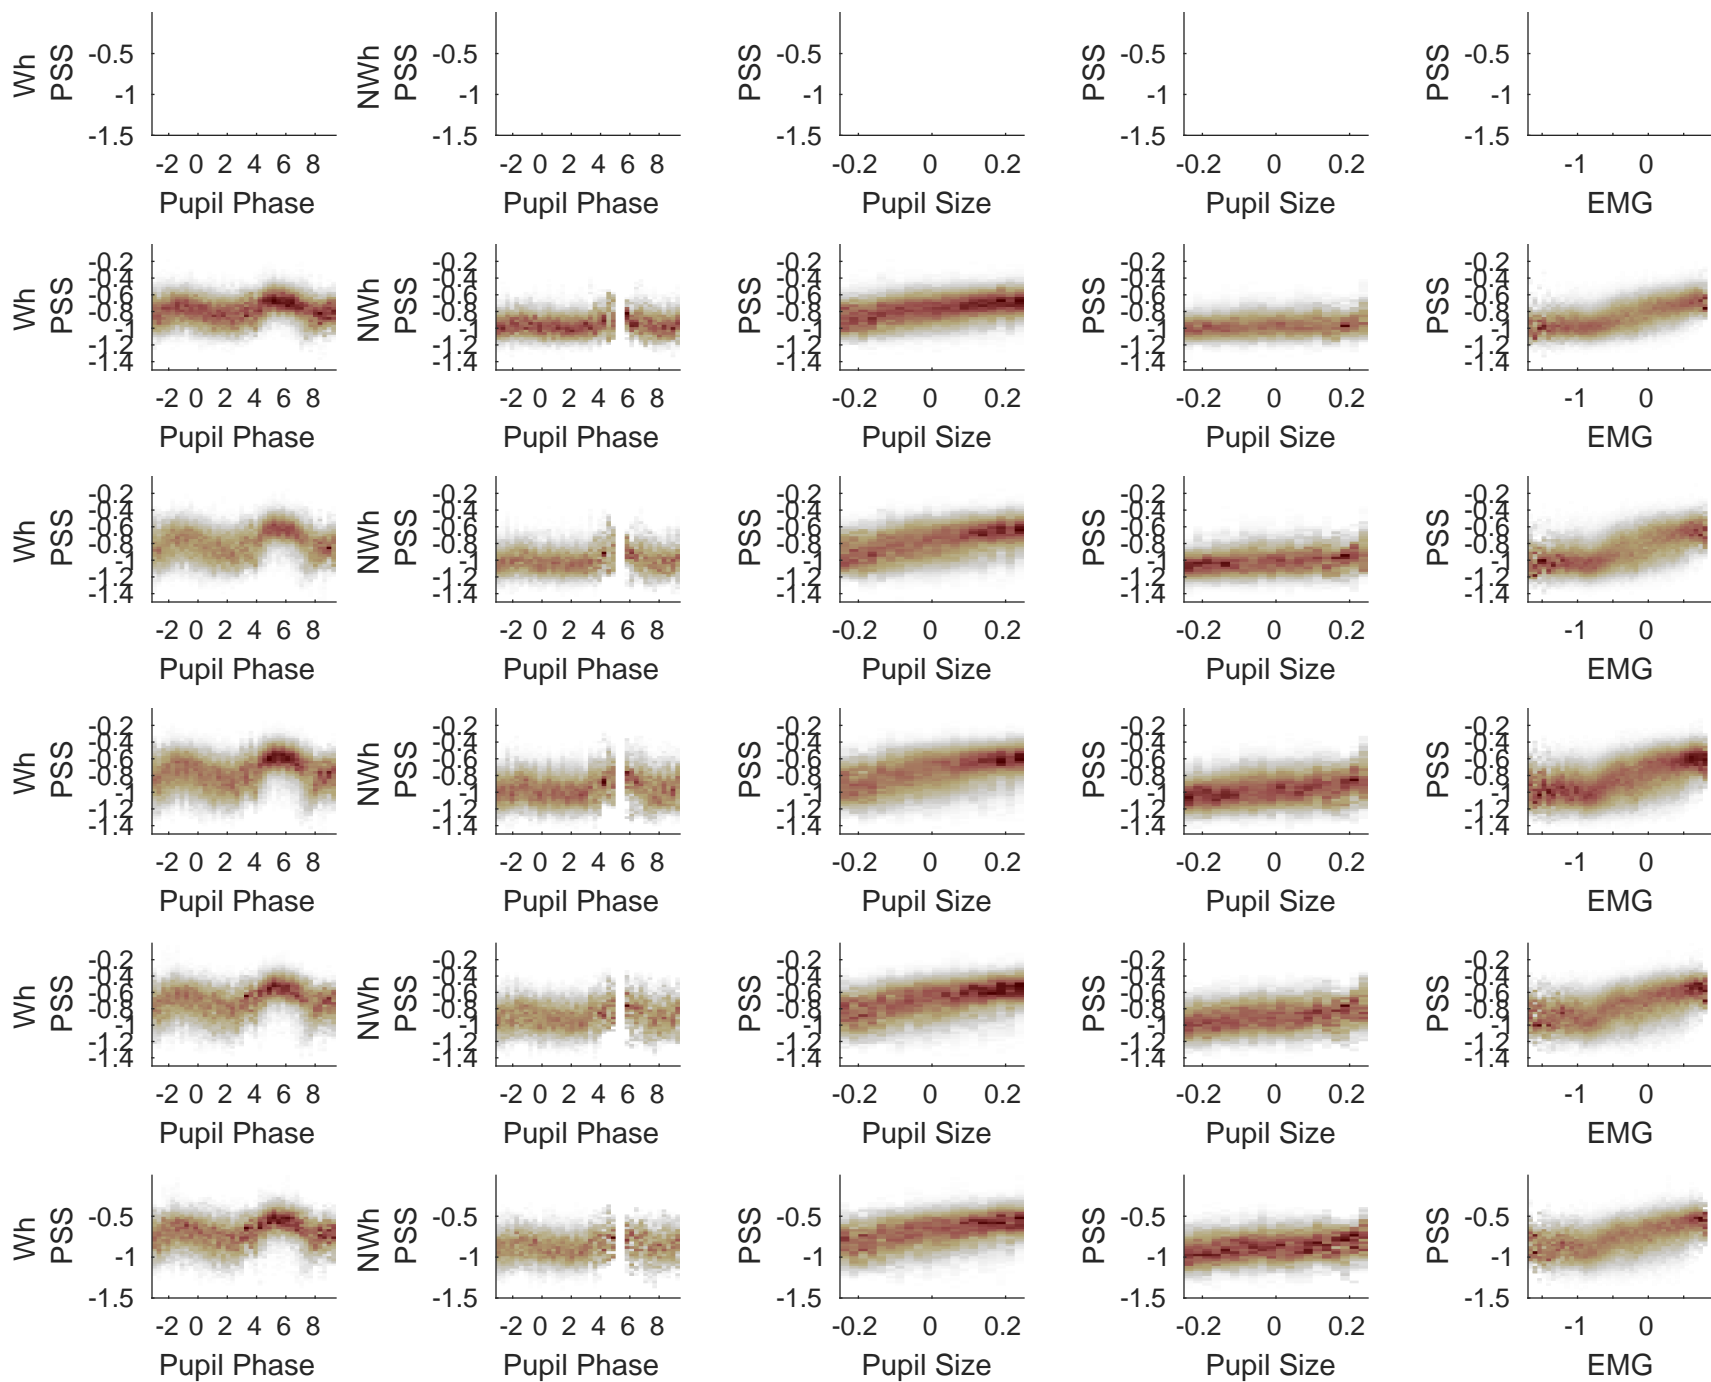 Wh PSS -0.5 -1 -1.5 NWh PSS -0.5 -1 -1.5 PSS -0.5 -1 -1.5 PSS -0.5 -1 -1.5 PSS -0.5 -1 -1.5
-2 0 2 4 6 8 -2 0 2 4 6 8 -0.2 0 0.2 -0.2 0 0.2 -1 0
Pupil Phase Pupil Phase Pupil Size Pupil Size EMG
Wh PSS -0.2 -0.4 -0.6 -0.8 -1 -1.2 -1.4 NWh PSS -0.2 -0.4 -0.6 -0.8 -1 -1.2 -1.4 PSS -0.2 -0.4 -0.6 -0.8 -1 -1.2 -1.4 PSS -0.2 -0.4 -0.6 -0.8 -1 -1.2 -1.4 PSS -0.2 -0.4 -0.6 -0.8 -1 -1.2 -1.4
-2 0 2 4 6 8 -2 0 2 4 6 8 -0.2 0 0.2 -0.2 0 0.2 -1 0
Pupil Phase Pupil Phase Pupil Size Pupil Size EMG
Wh PSS -0.2 -0.4 -0.6 -0.8 -1 -1.2 -1.4 NWh PSS -0.2 -0.4 -0.6 -0.8 -1 -1.2 -1.4 PSS -0.2 -0.4 -0.6 -0.8 -1 -1.2 -1.4 PSS -0.2 -0.4 -0.6 -0.8 -1 -1.2 -1.4 PSS -0.2 -0.4 -0.6 -0.8 -1 -1.2 -1.4
-2 0 2 4 6 8 -2 0 2 4 6 8 -0.2 0 0.2 -0.2 0 0.2 -1 0
Pupil Phase Pupil Phase Pupil Size Pupil Size EMG
Wh PSS -0.2 -0.4 -0.6 -0.8 -1 -1.2 -1.4 NWh PSS -0.2 -0.4 -0.6 -0.8 -1 -1.2 -1.4 PSS -0.2 -0.4 -0.6 -0.8 -1 -1.2 -1.4 PSS -0.2 -0.4 -0.6 -0.8 -1 -1.2 -1.4 PSS -0.2 -0.4 -0.6 -0.8 -1 -1.2 -1.4
-2 0 2 4 6 8 -2 0 2 4 6 8 -0.2 0 0.2 -0.2 0 0.2 -1 0
Pupil Phase Pupil Phase Pupil Size Pupil Size EMG
Wh PSS -0.2 -0.4 -0.6 -0.8 -1 -1.2 -1.4 NWh PSS -0.2 -0.4 -0.6 -0.8 -1 -1.2 -1.4 PSS -0.2 -0.4 -0.6 -0.8 -1 -1.2 -1.4 PSS -0.2 -0.4 -0.6 -0.8 -1 -1.2 -1.4 PSS -0.2 -0.4 -0.6 -0.8 -1 -1.2 -1.4
-2 0 2 4 6 8 -2 0 2 4 6 8 -0.2 0 0.2 -0.2 0 0.2 -1 0
Pupil Phase Pupil Phase Pupil Size Pupil Size EMG
Wh PSS -0.5 -1 -1.5 NWh PSS -0.5 -1 -1.5 PSS -0.5 -1 -1.5 PSS -0.5 -1 -1.5 PSS -0.5 -1 -1.5
-2 0 2 4 6 8 -2 0 2 4 6 8 -0.2 0 0.2 -0.2 0 0.2 -1 0
Pupil Phase Pupil Phase Pupil Size Pupil Size EMG